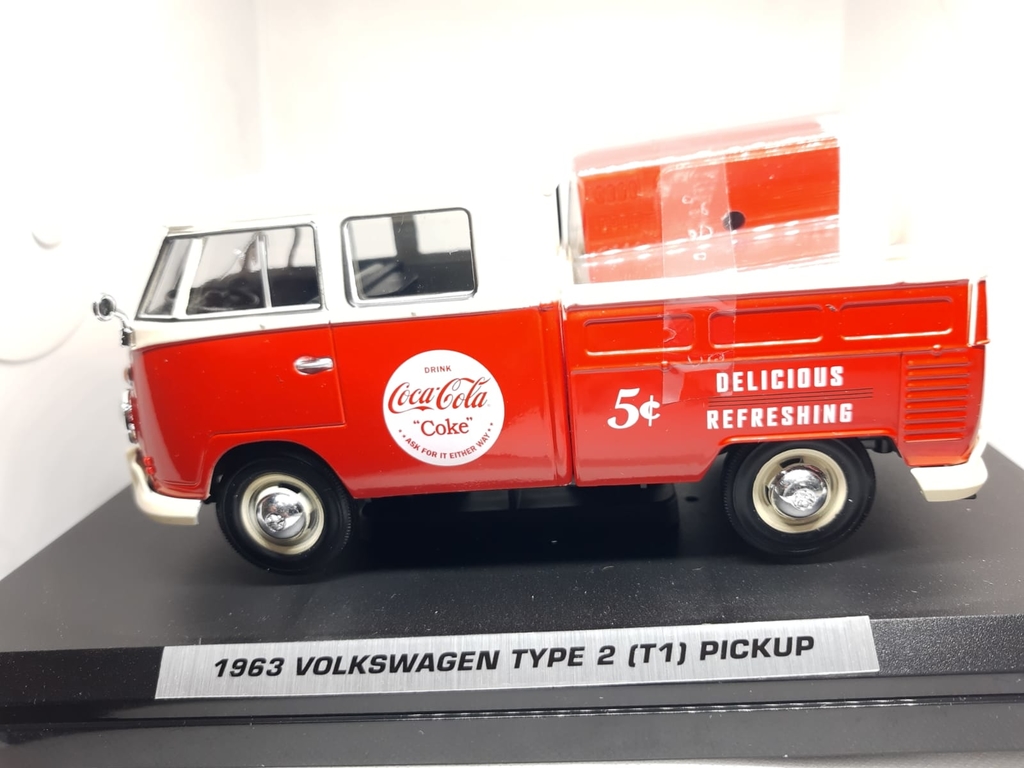 DRINK
Coca-Cola
"Coke"
ASK FOR IT EITHER WAY
5¢
DELICIOUS
REFRESHING
1963 VOLKSWAGEN TYPE 2 (T1) PICKUP